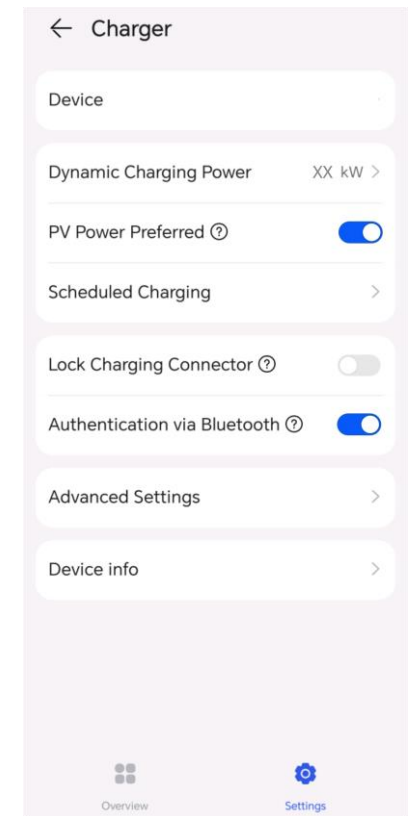 Charger
Device
Dynamic Charging Power XX kW
PV Power Preferred
Scheduled Charging
Lock Charging Connector
Authentication via Bluetooth
Advanced Settings
Device info
Overview Settings